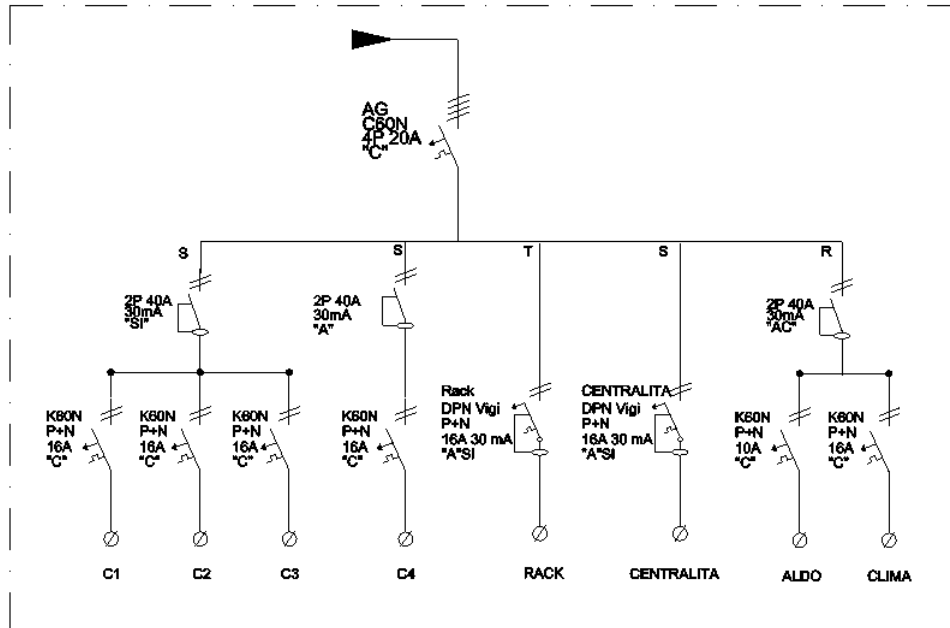 AG
C60N
4P 20A
"C"
S
S
T
S
R
2P 40A
30mA
"SI"
2P 40A
30mA
"A"
2P 40A
30mA
"AC"
K60N
P+N
16A
"C"
K60N
P+N
16A
"C"
K60N
P+N
16A
"C"
K60N
P+N
16A
"C"
Rack
DPN Vigi
P+N
16A 30 mA
"A"SI
CENTRALITA
DPN Vigi
P+N
16A 30 mA
"A"SI
K60N
P+N
10A
"C"
K60N
P+N
16A
"C"
C1
C2
C3
C4
RACK
CENTRALITA
ALDO
CLIMA